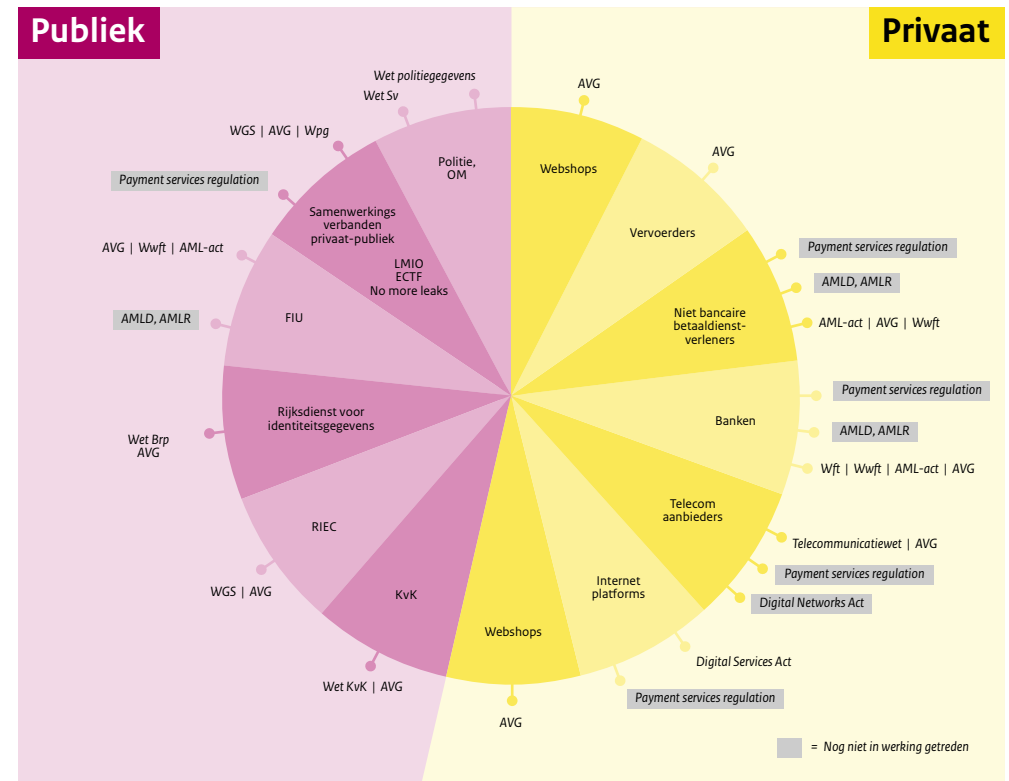 Publiek
Privaat
Wet politiegegevens
Wet Sv
WGS | AVG | Wpg
Payment services regulation
AVG | Wwft | AML-act
AMLD, AMLR
Wet Brp
AVG
WGS | AVG
Wet KvK | AVG
Politie,
OM
Samenwerkings
verbanden
privaat-publiek
LMIO
ECTF
No more leaks
FIU
Rijksdienst voor
identiteitsgegevens
RIEC
KvK
AVG
Webshops
AVG
Vervoerders
Payment services regulation
AMLD, AMLR
AML-act | AVG | Wwft
Niet bancaire
betaaldienst-
verleners
Payment services regulation
AMLD, AMLR
Wft | Wwft | AML-act | AVG
Banken
Telecom
aanbieders
Telecommunicatiewet | AVG
Payment services regulation
Digital Networks Act
Internet
platforms
Digital Services Act
Payment services regulation
Webshops
AVG
= Nog niet in werking getreden